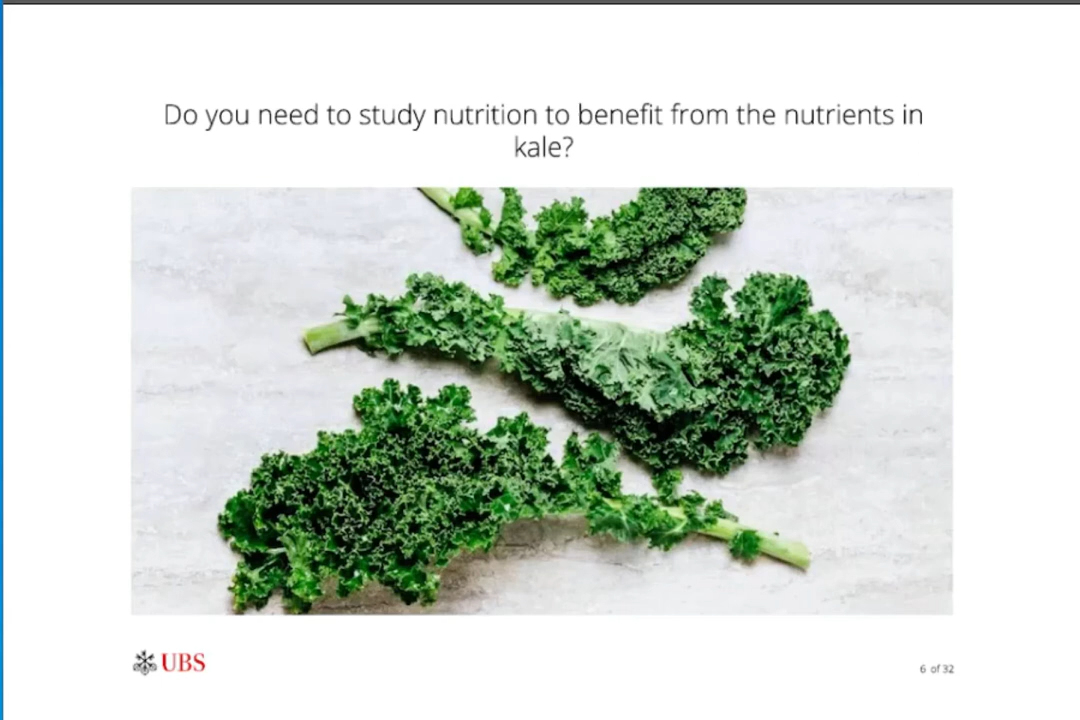 Do you need to study nutrition to benefit from the nutrients in
kale?
UBS
6 of 32